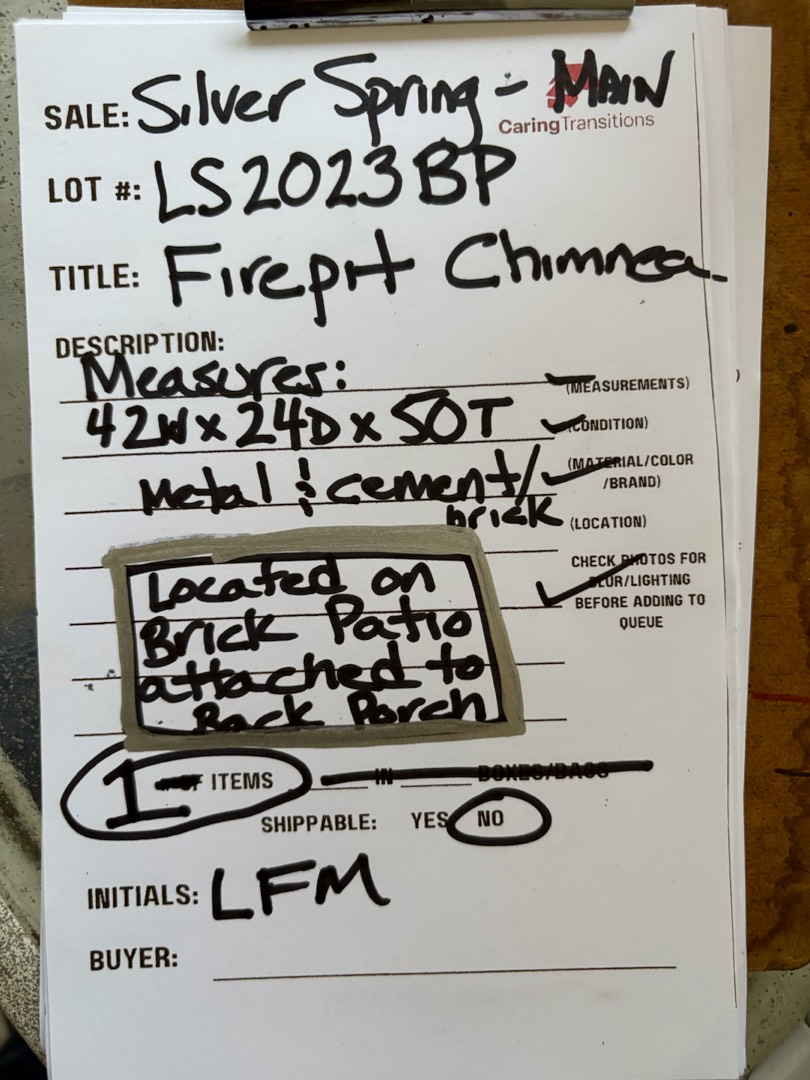 SALE: Silver Spring - MAIN
CaringTransitions
LOT #: LS2023BP
TITLE: Firepit Chimnea
DESCRIPTION:
Measures:
(MEASUREMENTS)
42W x 24D x 50T
(CONDITION)
Metal & cement/
(MATERIAL/COLOR
/BRAND)
brick
(LOCATION)
CHECK PHOTOS FOR
BLUR/LIGHTING
BEFORE ADDING TO
QUEUE
Located on
Brick Patio
attached to
Back Porch
1 OF ITEMS IN BOXES/BAGS
SHIPPABLE: YES NO
INITIALS: LFM
BUYER: